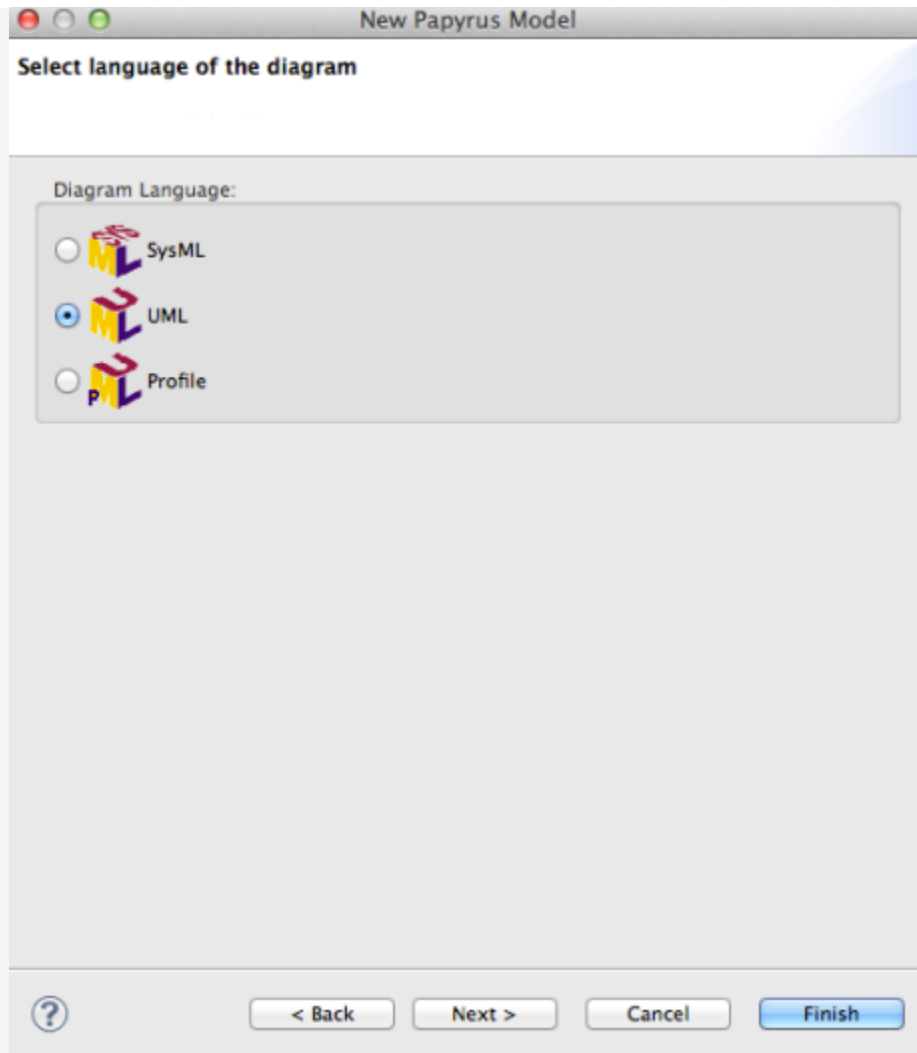 New Papyrus Model
Select language of the diagram
Diagram Language:
SysML
UML
Profile
?
< Back Next > Cancel Finish